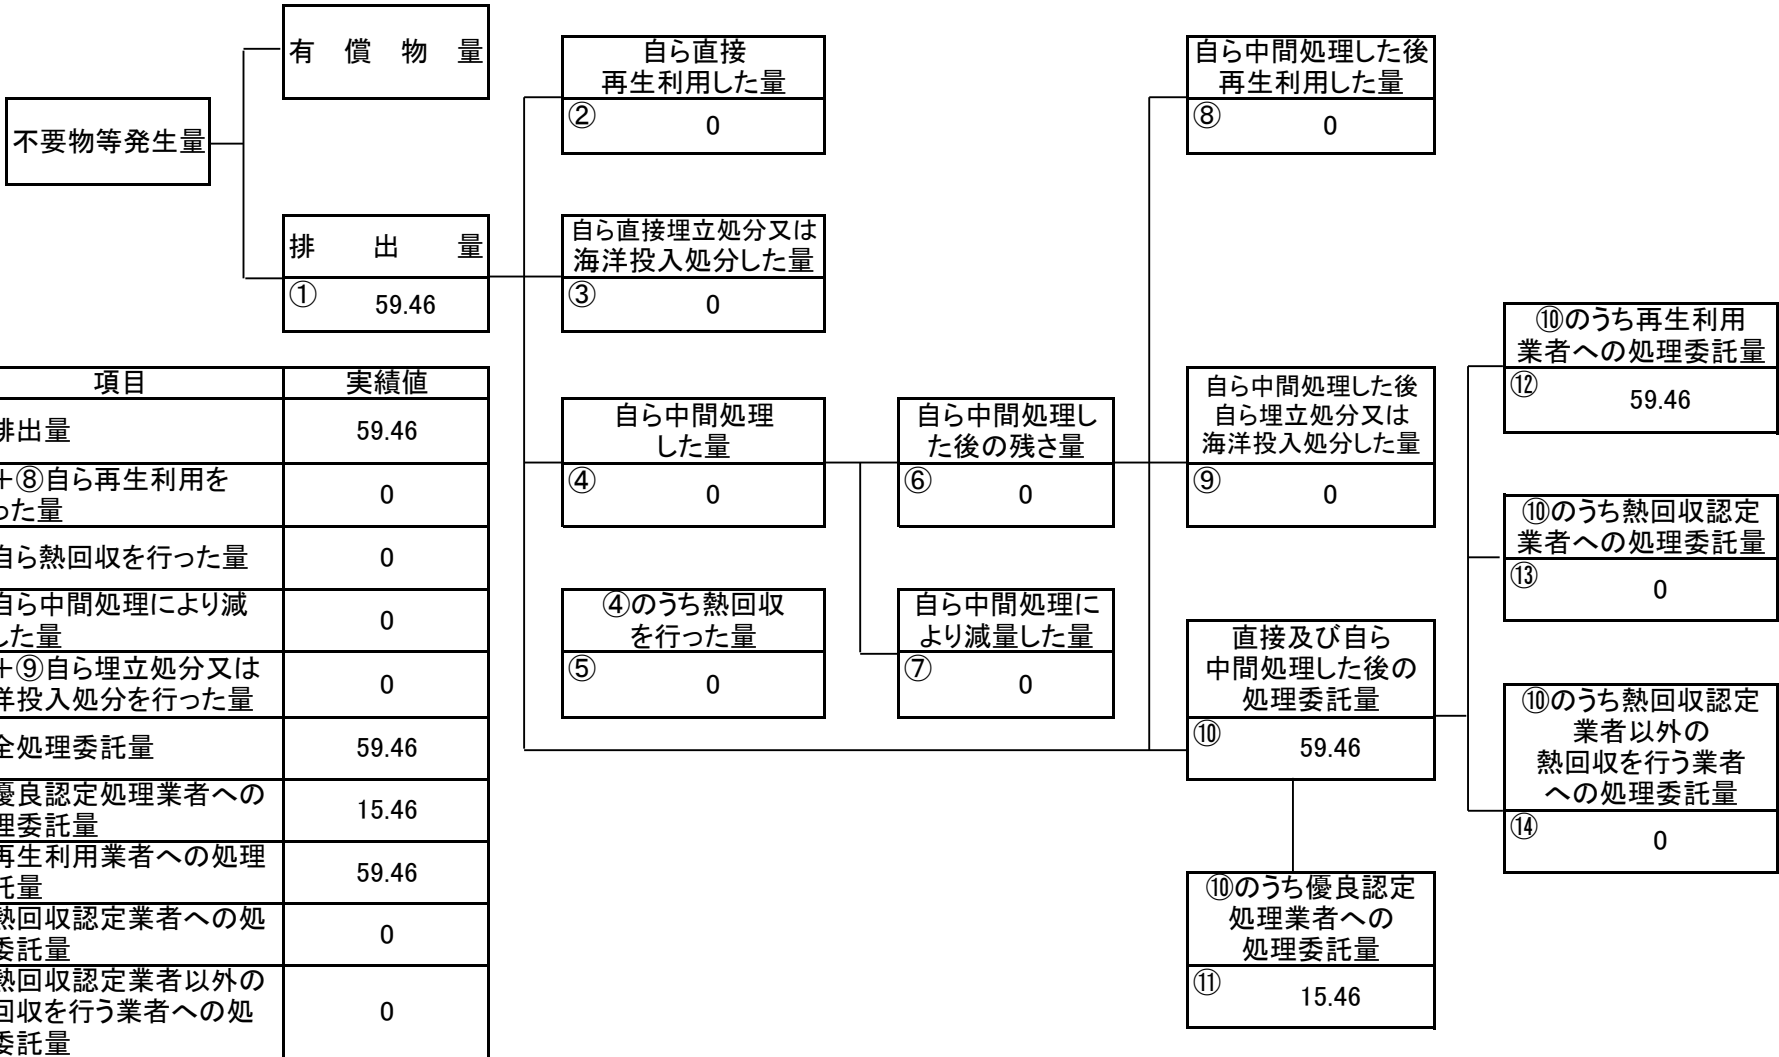 有償物量
不要物等発生量
排出量
①
59.46
自ら直接
再生利用した量
②
0
自ら直接埋立処分又は
海洋投入処分した量
③
0
自ら中間処理
した量
④
0
④のうち熱回収
を行った量
⑤
0
自ら中間処理し
た後の残さ量
⑥
0
自ら中間処理に
より減量した量
⑦
0
自ら中間処理した後
再生利用した量
⑧
0
自ら中間処理した後
自ら埋立処分又は
海洋投入処分した量
⑨
0
直接及び自ら
中間処理した後の
処理委託量
⑩
59.46
⑩のうち優良認定
処理業者への
処理委託量
⑪
15.46
⑩のうち再生利用
業者への処理委託量
⑫
59.46
⑩のうち熱回収認定
業者への処理委託量
⑬
0
⑩のうち熱回収認定
業者以外の
熱回収を行う業者
への処理委託量
⑭
0
項目 実績値
排出量 59.46
+⑧自ら再生利用を
った量 0
自ら熱回収を行った量 0
自ら中間処理により減
した量 0
+⑨自ら埋立処分又は
洋投入処分を行った量 0
全処理委託量 59.46
優良認定処理業者への
理委託量 15.46
再生利用業者への処理
託量 59.46
熱回収認定業者への処
委託量 0
熱回収認定業者以外の
回収を行う業者への処
委託量 0